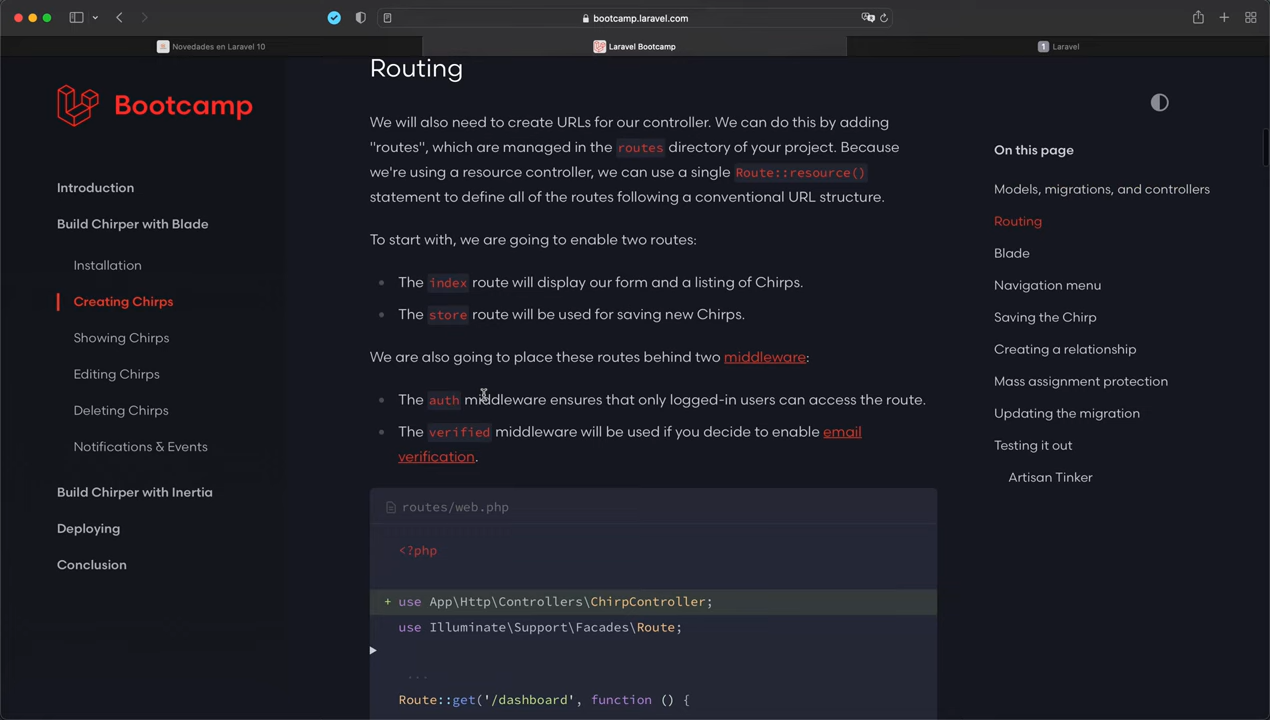 bootcamp.laravel.com
Novedades en Laravel 10
Laravel Bootcamp
1 Laravel
Bootcamp
Introduction
Build Chirper with Blade
Installation
Creating Chirps
Showing Chirps
Editing Chirps
Deleting Chirps
Notifications & Events
Build Chirper with Inertia
Deploying
Conclusion
Routing
We will also need to create URLs for our controller. We can do this by adding
"routes", which are managed in the routes directory of your project. Because
we're using a resource controller, we can use a single Route::resource()
statement to define all of the routes following a conventional URL structure.
To start with, we are going to enable two routes:
The index route will display our form and a listing of Chirps.
The store route will be used for saving new Chirps.
We are also going to place these routes behind two middleware:
The auth middleware ensures that only logged-in users can access the route.
The verified middleware will be used if you decide to enable email
verification.
routes/web.php
<?php
+ use App\Http\Controllers\ChirpController;
use Illuminate\Support\Facades\Route;
...
Route::get('/dashboard', function () {
On this page
Models, migrations, and controllers
Routing
Blade
Navigation menu
Saving the Chirp
Creating a relationship
Mass assignment protection
Updating the migration
Testing it out
Artisan Tinker